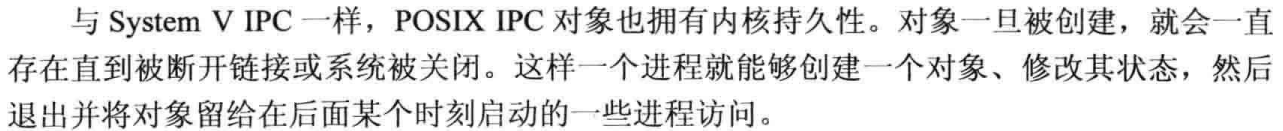 与 System V IPC 一样，POSIX IPC 对象也拥有内核持久性。对象一旦被创建，就会一直
存在直到被断开链接或系统被关闭。这样一个进程就能够创建一个对象、修改其状态，然后
退出并将对象留给在后面某个时刻启动的一些进程访问。